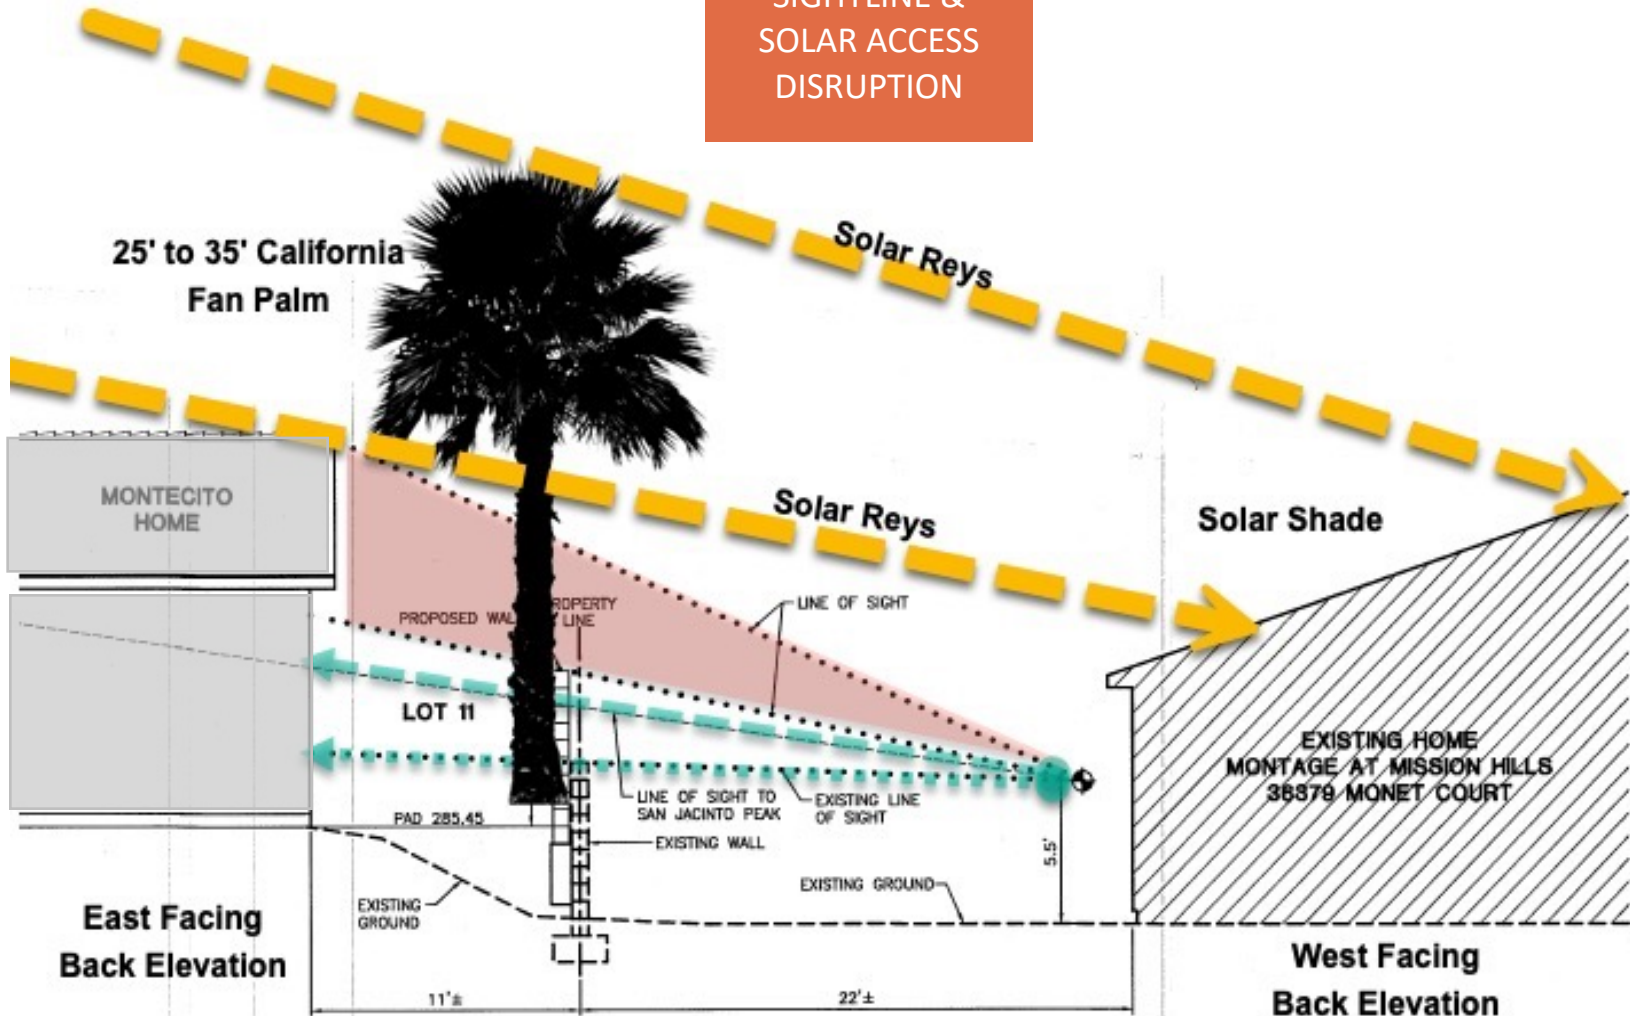 SIGHTLINE &
SOLAR ACCESS
DISRUPTION
25' to 35' California
Fan Palm
Solar Reys
MONTECITO
HOME
Solar Reys
Solar Shade
PROPOSED WAL
ROPERTY
LINE
LINE OF SIGHT
LOT 11
EXISTING HOME
MONTAGE AT MISSION HILLS
36379 MONET COURT
LINE OF SIGHT TO
SAN JACINTO PEAK
EXISTING LINE
OF SIGHT
PAD 285.45
EXISTING WALL
5.5'
EXISTING GROUND
EXISTING
GROUND
East Facing
Back Elevation
West Facing
Back Elevation
11'±
22'±